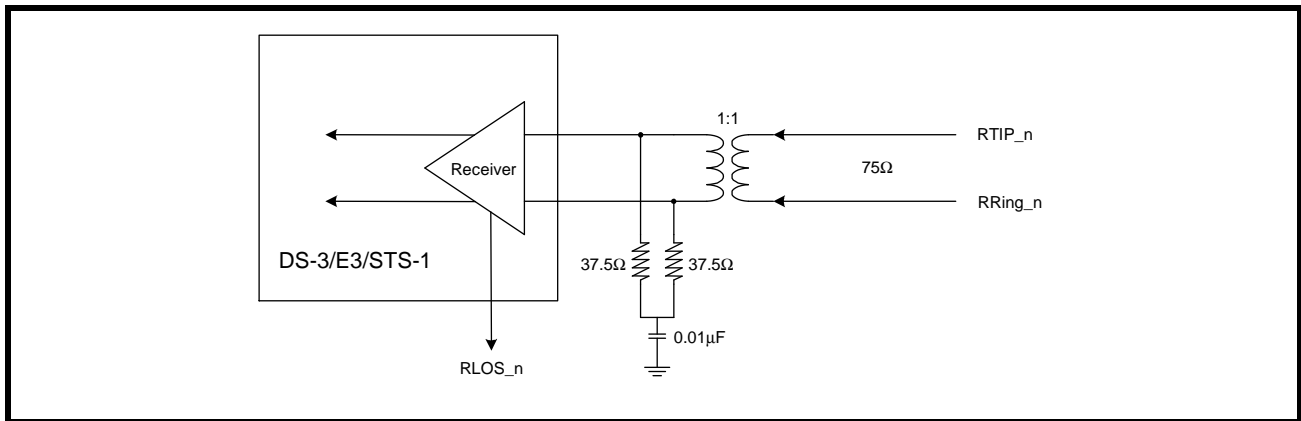 1:1
RTIP_n
Receiver
75Ω
RRing_n
DS-3/E3/STS-1
37.5Ω
37.5Ω
0.01μF
RLOS_n